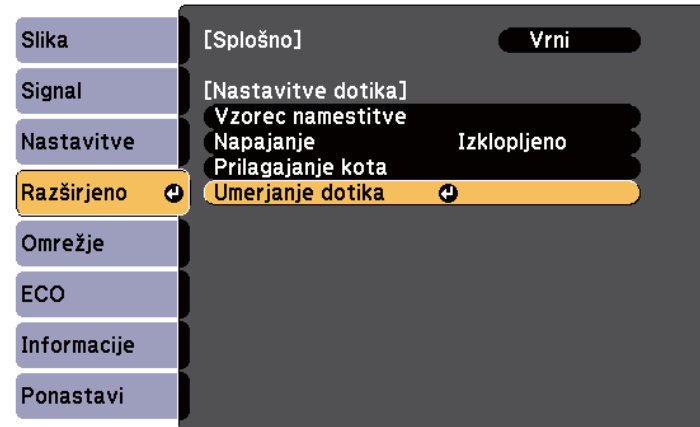 Slika
Signal
Nastavitve
Razširjeno
Omrežje
ECO
Informacije
Ponastavi
[Splošno] Vrni
[Nastavitve dotika]
Vzorec namestitve
Napajanje Izklopljeno
Prilagajanje kota
Umerjanje dotika